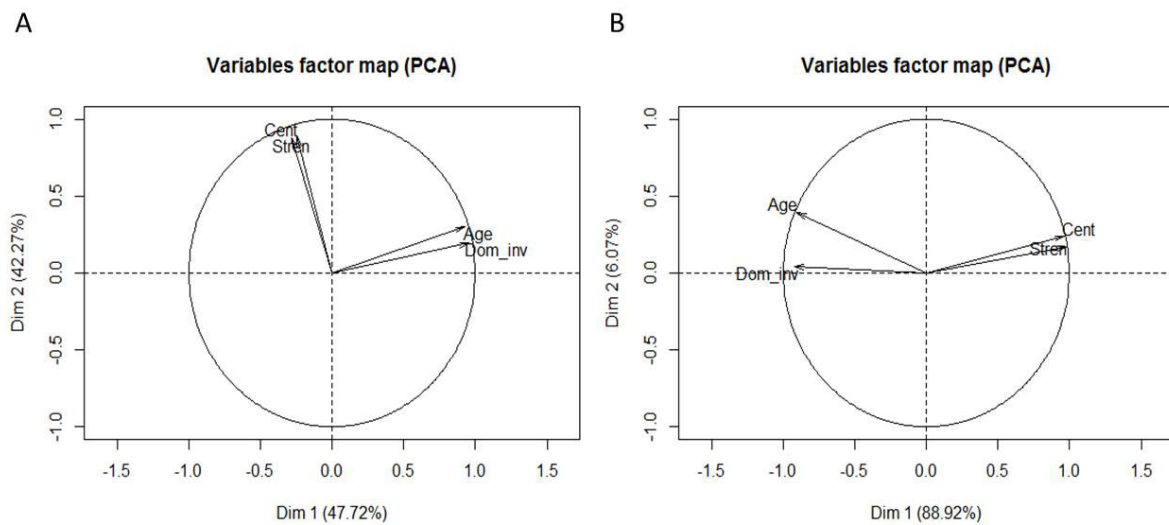 A
Variables factor map (PCA)
Dim 2 (42.27%)
1.0
0.5
0.0
-0.5
-1.0
Cent
Stren
Age
Dom_inv
-1.5
-1.0
-0.5
0.0
0.5
1.0
1.5
Dim 1 (47.72%)
B
Variables factor map (PCA)
Dim 2 (6.07%)
1.0
0.5
0.0
-0.5
-1.0
Age
Cent
Stren
Dom_inv
-1.5
-1.0
-0.5
0.0
0.5
1.0
1.5
Dim 1 (88.92%)